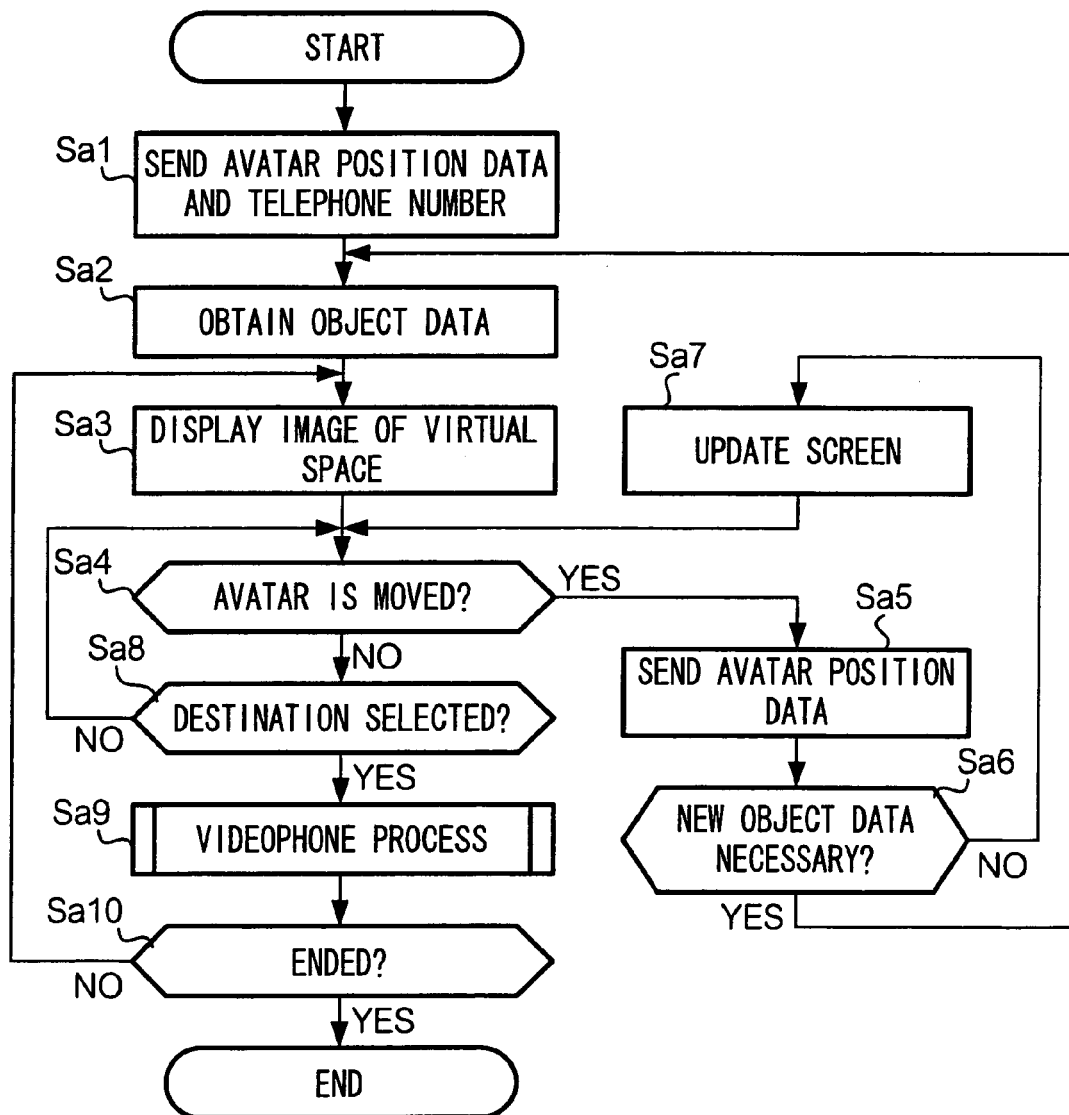 START
Sa1
SEND AVATAR POSITION DATA
AND TELEPHONE NUMBER
Sa2
OBTAIN OBJECT DATA
Sa3
DISPLAY IMAGE OF VIRTUAL
SPACE
Sa7
UPDATE SCREEN
Sa4
AVATAR IS MOVED?
YES
NO
Sa5
SEND AVATAR POSITION
DATA
Sa8
DESTINATION SELECTED?
NO
YES
Sa6
NEW OBJECT DATA
NECESSARY?
NO
YES
Sa9
VIDEOPHONE PROCESS
Sa10
ENDED?
NO
YES
END